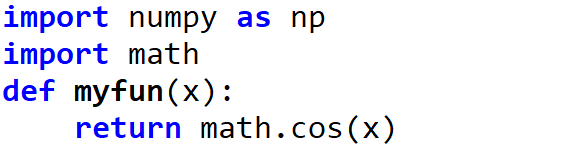 import numpy as np
import math
def myfun(x):
    return math.cos(x)